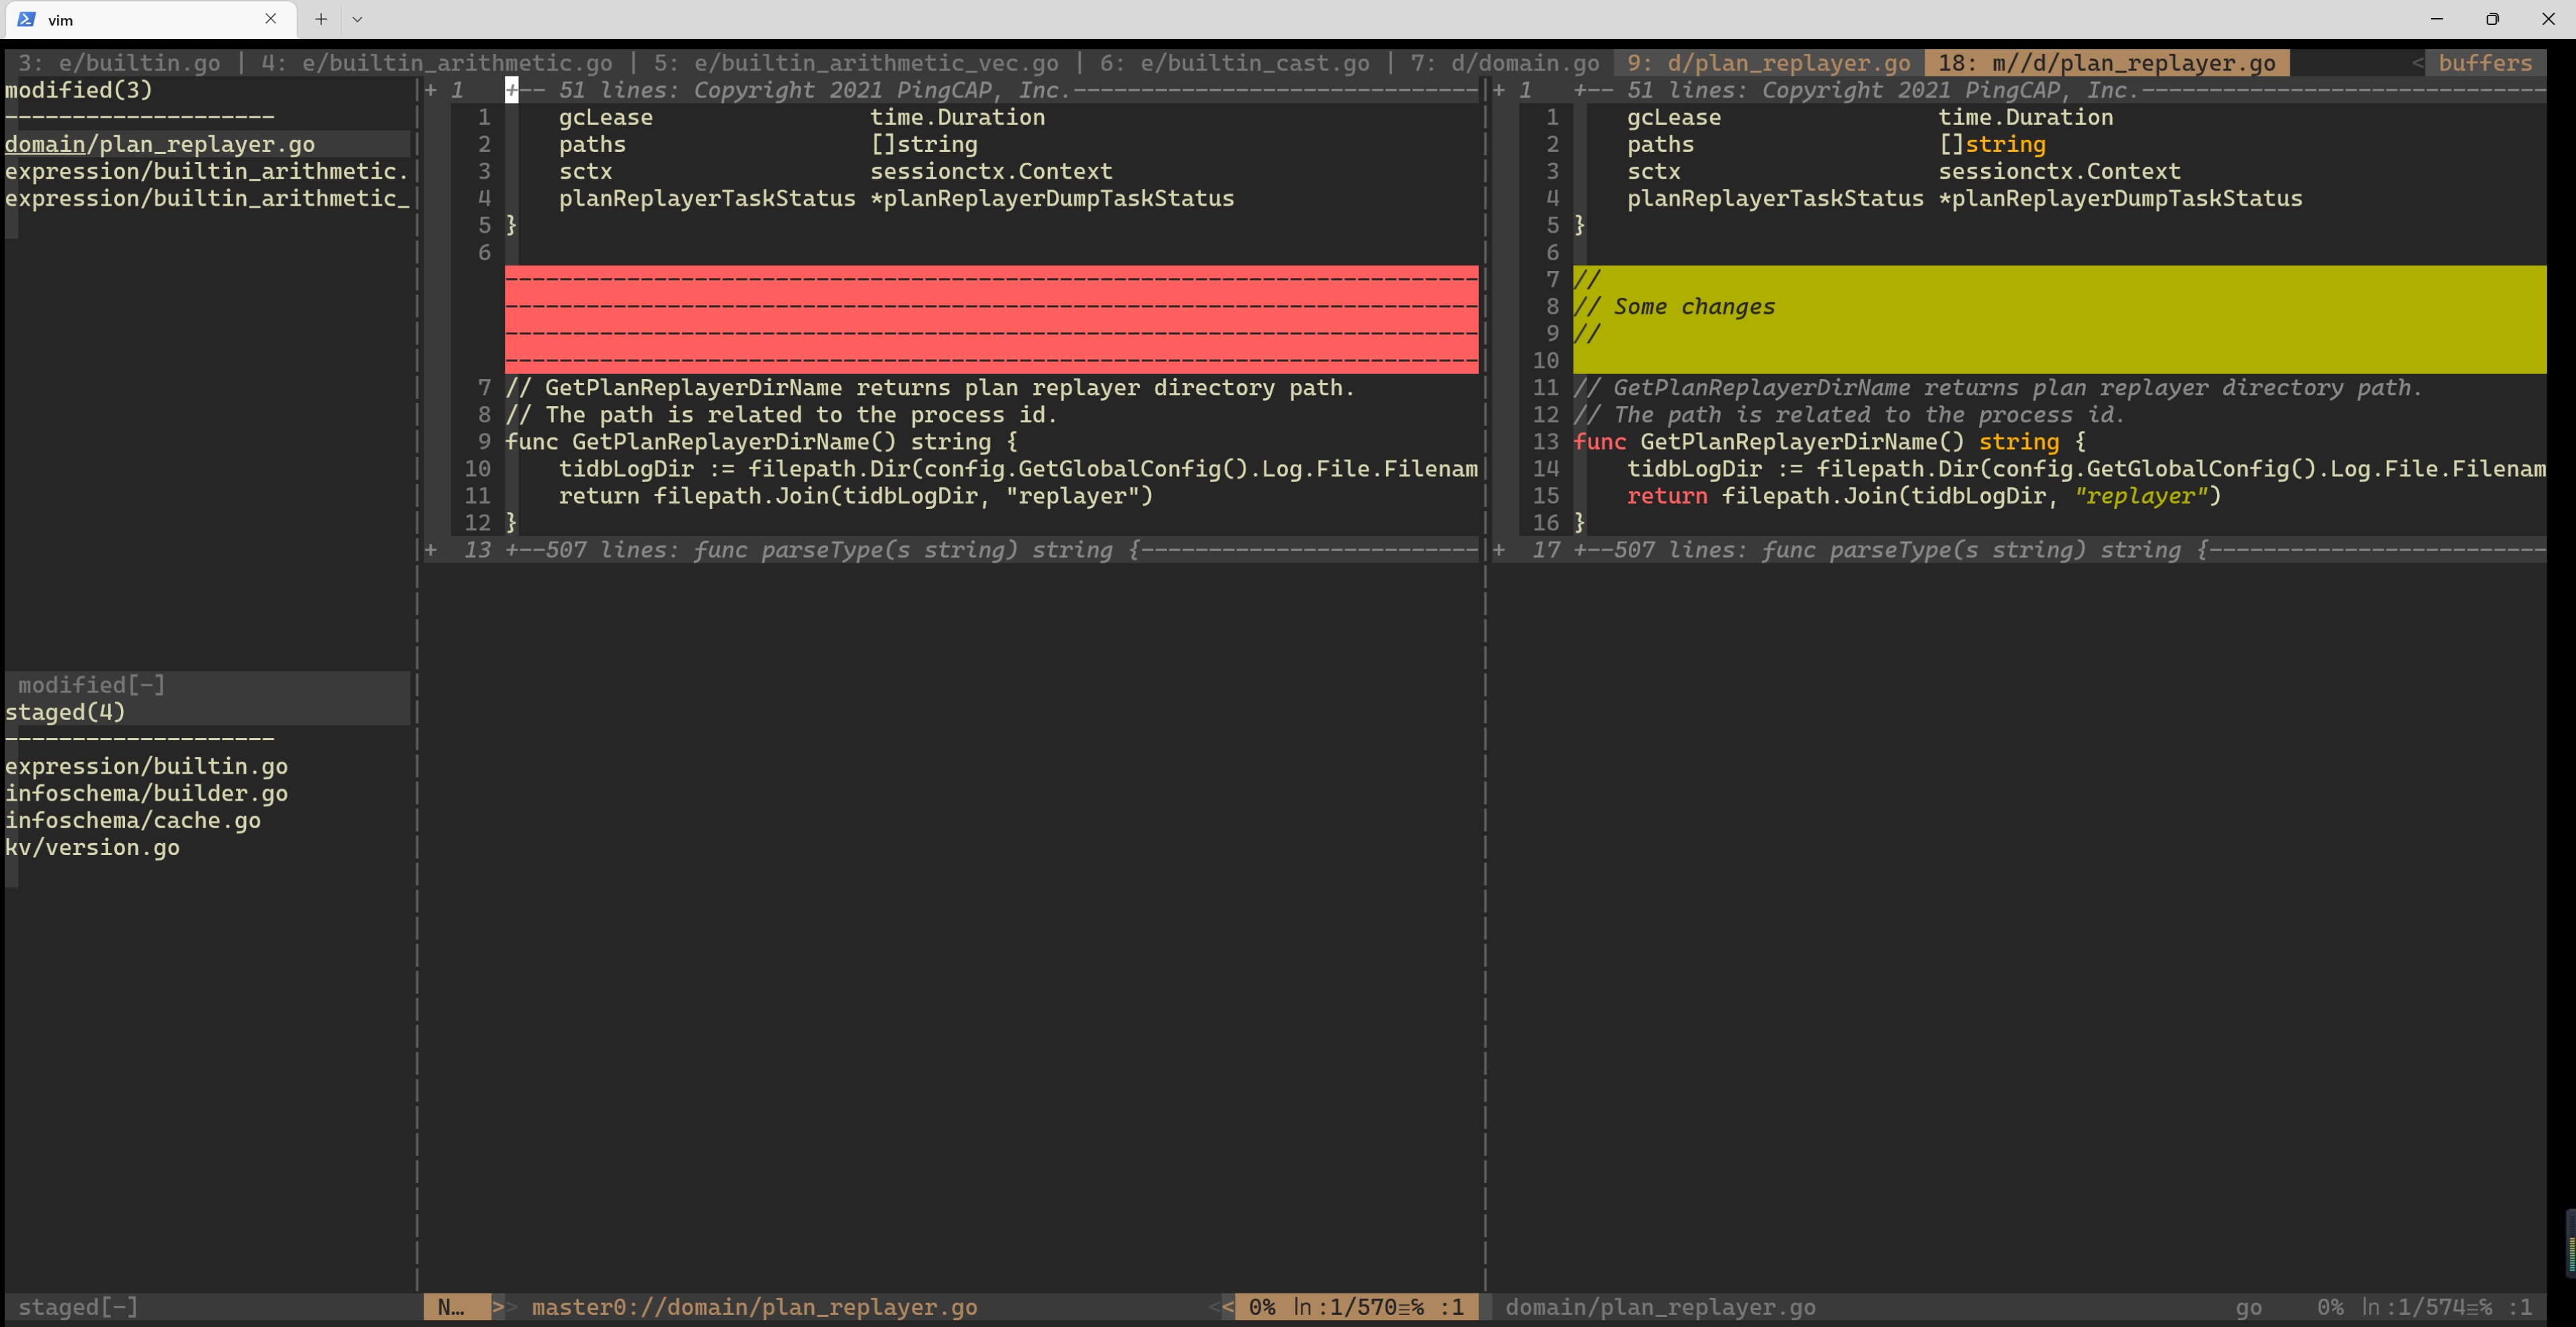 vim
3: e/builtin.go | 4: e/builtin_arithmetic.go | 5: e/builtin_arithmetic_vec.go | 6: e/builtin_cast.go | 7: d/domain.go 9: d/plan_replayer.go 18: m//d/plan_replayer.go < buffers
modified(3)
--------------------
domain/plan_replayer.go
expression/builtin_arithmetic.
expression/builtin_arithmetic_
modified[-]
staged(4)
--------------------
expression/builtin.go
infoschema/builder.go
infoschema/cache.go
kv/version.go
staged[-]
+ 1 +-- 51 lines: Copyright 2021 PingCAP, Inc.------------------------------
1 gcLease time.Duration
2 paths []string
3 sctx sessionctx.Context
4 planReplayerTaskStatus *planReplayerDumpTaskStatus
5 }
6
------------------------------------------------------------------------
------------------------------------------------------------------------
------------------------------------------------------------------------
------------------------------------------------------------------------
7 // GetPlanReplayerDirName returns plan replayer directory path.
8 // The path is related to the process id.
9 func GetPlanReplayerDirName() string {
10 tidbLogDir := filepath.Dir(config.GetGlobalConfig().Log.File.Filenam
11 return filepath.Join(tidbLogDir, "replayer")
12 }
+ 13 +--507 lines: func parseType(s string) string {-------------------------
N… >> master0://domain/plan_replayer.go << 0% ln:1/570≡℅ :1
+ 1 +-- 51 lines: Copyright 2021 PingCAP, Inc.------------------------------
1 gcLease time.Duration
2 paths []string
3 sctx sessionctx.Context
4 planReplayerTaskStatus *planReplayerDumpTaskStatus
5 }
6
7 //
8 // Some changes
9 //
10
11 // GetPlanReplayerDirName returns plan replayer directory path.
12 // The path is related to the process id.
13 func GetPlanReplayerDirName() string {
14 tidbLogDir := filepath.Dir(config.GetGlobalConfig().Log.File.Filenam
15 return filepath.Join(tidbLogDir, "replayer")
16 }
+ 17 +--507 lines: func parseType(s string) string {-------------------------
domain/plan_replayer.go go 0% ln:1/574≡℅ :1